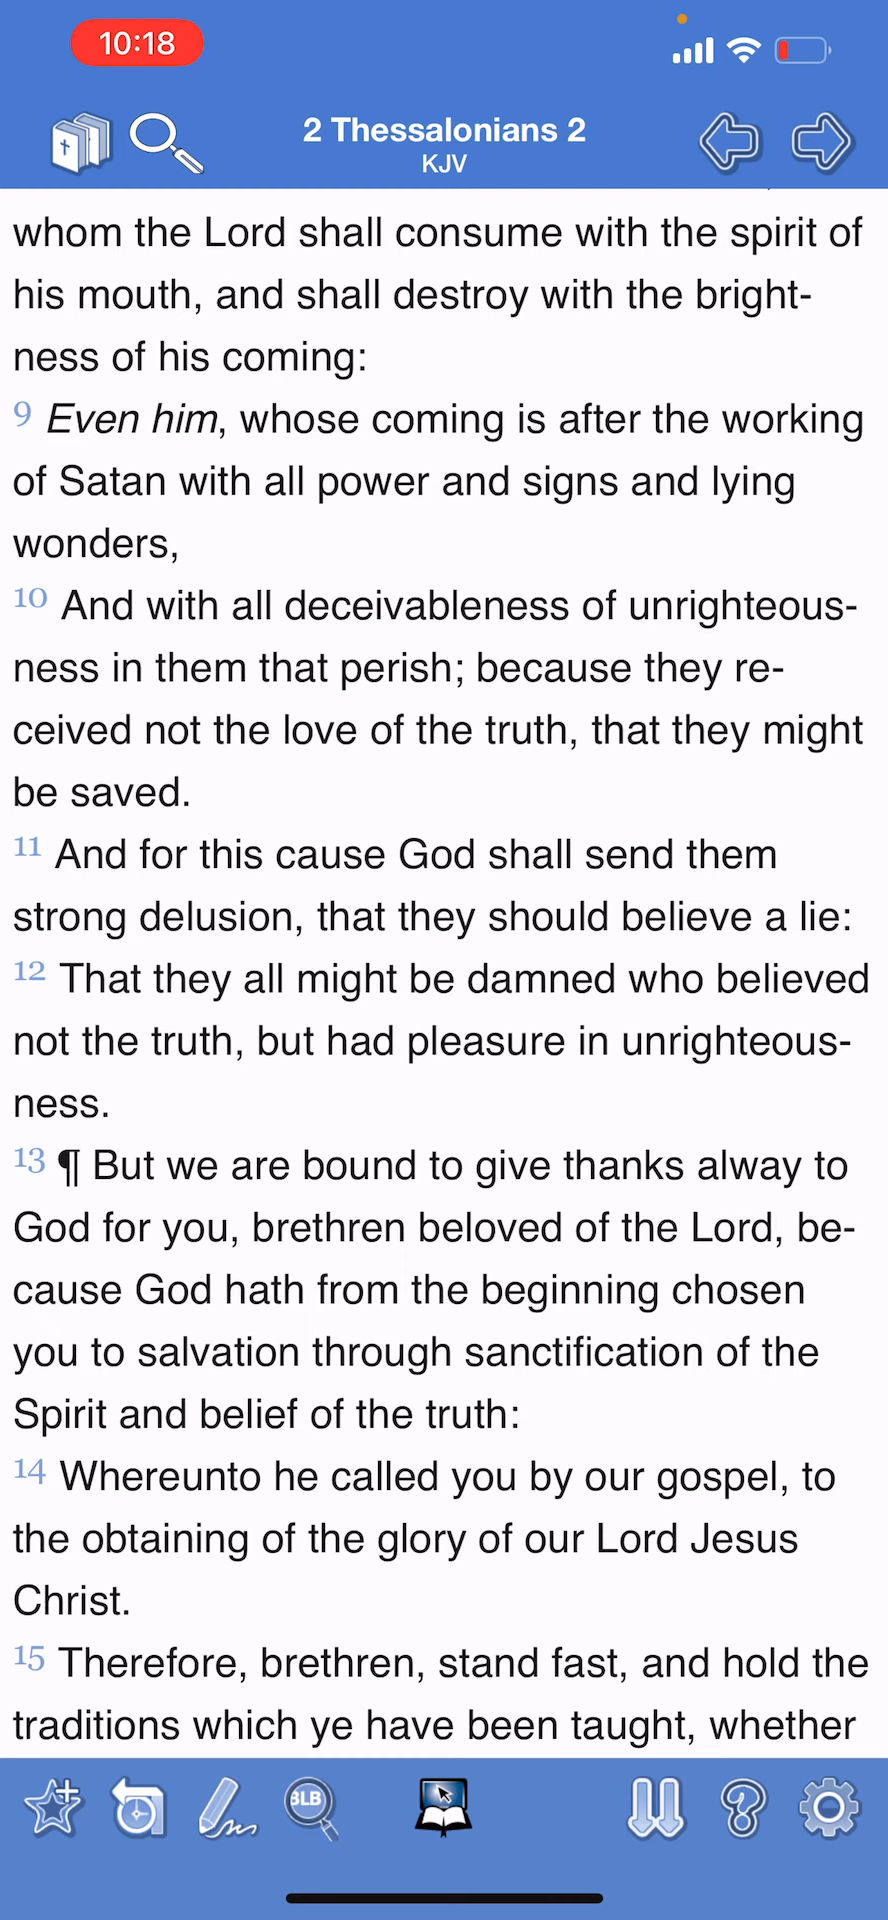 10:18
2 Thessalonians 2
KJV
whom the Lord shall consume with the spirit of
his mouth, and shall destroy with the bright-
ness of his coming:
9 Even him, whose coming is after the working
of Satan with all power and signs and lying
wonders,
10 And with all deceivableness of unrighteous-
ness in them that perish; because they re-
ceived not the love of the truth, that they might
be saved.
11 And for this cause God shall send them
strong delusion, that they should believe a lie:
12 That they all might be damned who believed
not the truth, but had pleasure in unrighteous-
ness.
13 ¶ But we are bound to give thanks alway to
God for you, brethren beloved of the Lord, be-
cause God hath from the beginning chosen
you to salvation through sanctification of the
Spirit and belief of the truth:
14 Whereunto he called you by our gospel, to
the obtaining of the glory of our Lord Jesus
Christ.
15 Therefore, brethren, stand fast, and hold the
traditions which ye have been taught, whether
BLB